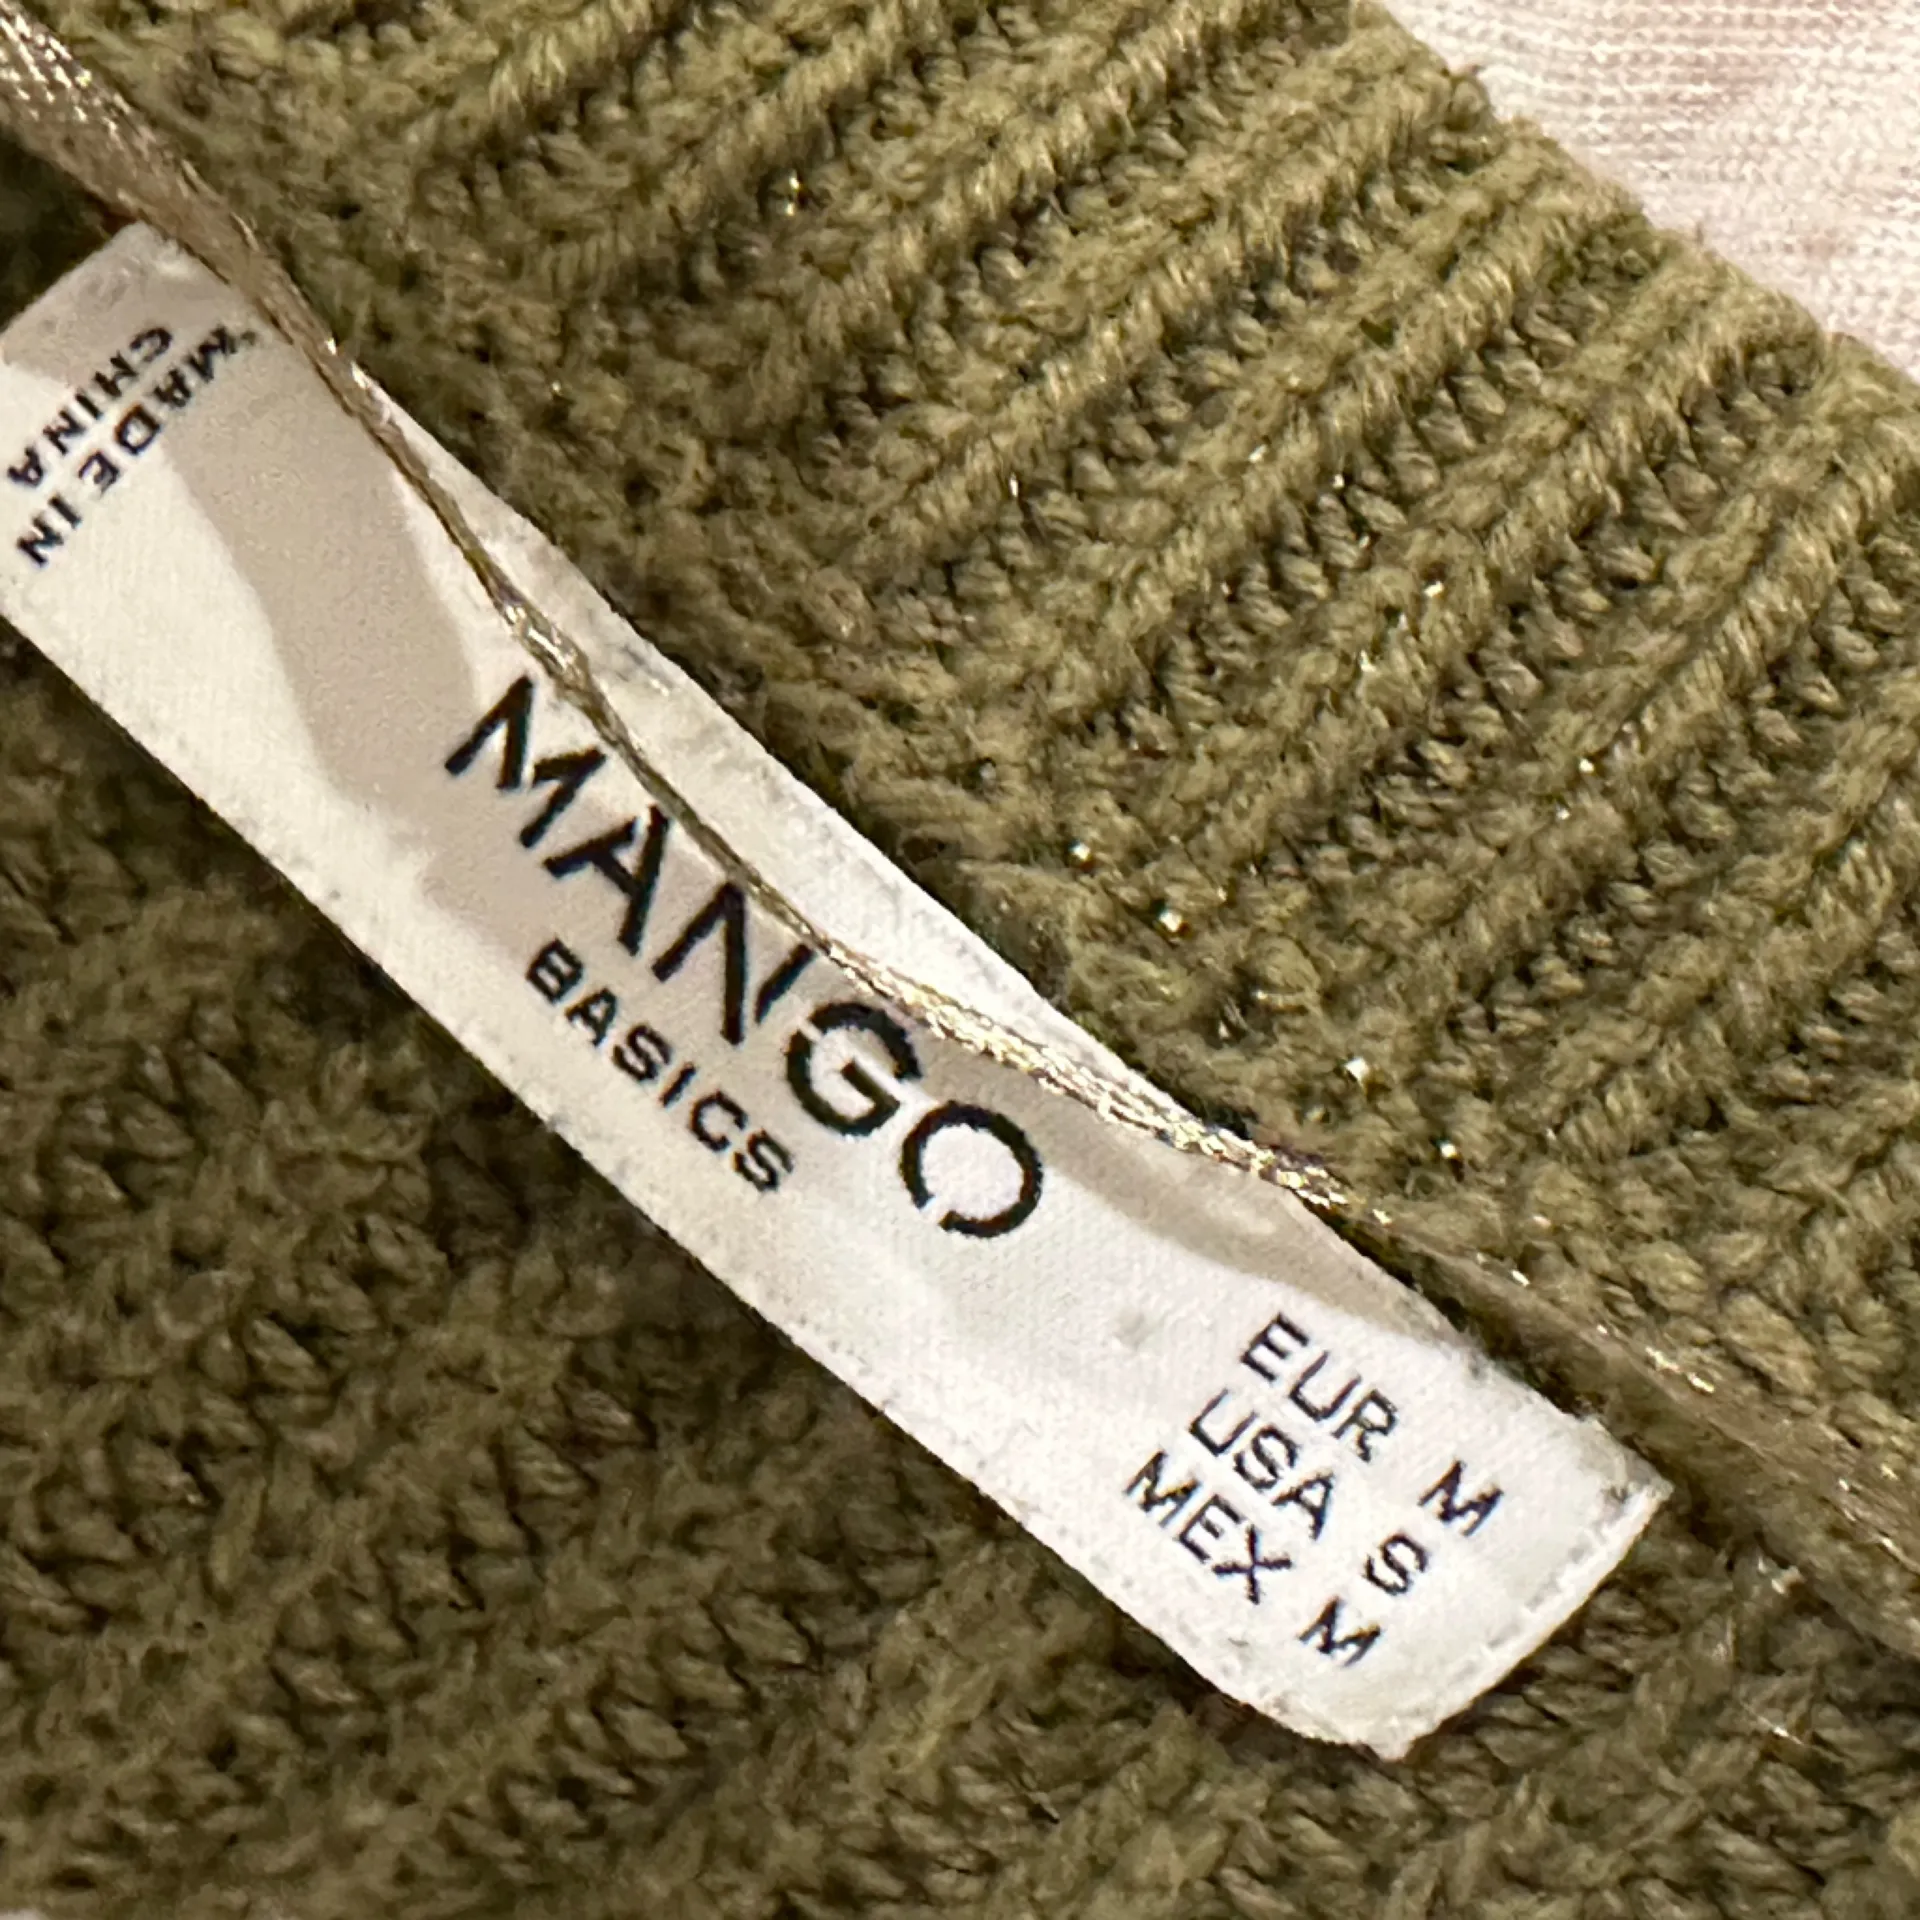 MADE IN
CHINA
MANGO
BASICS
EUR M
USA S
MEX M